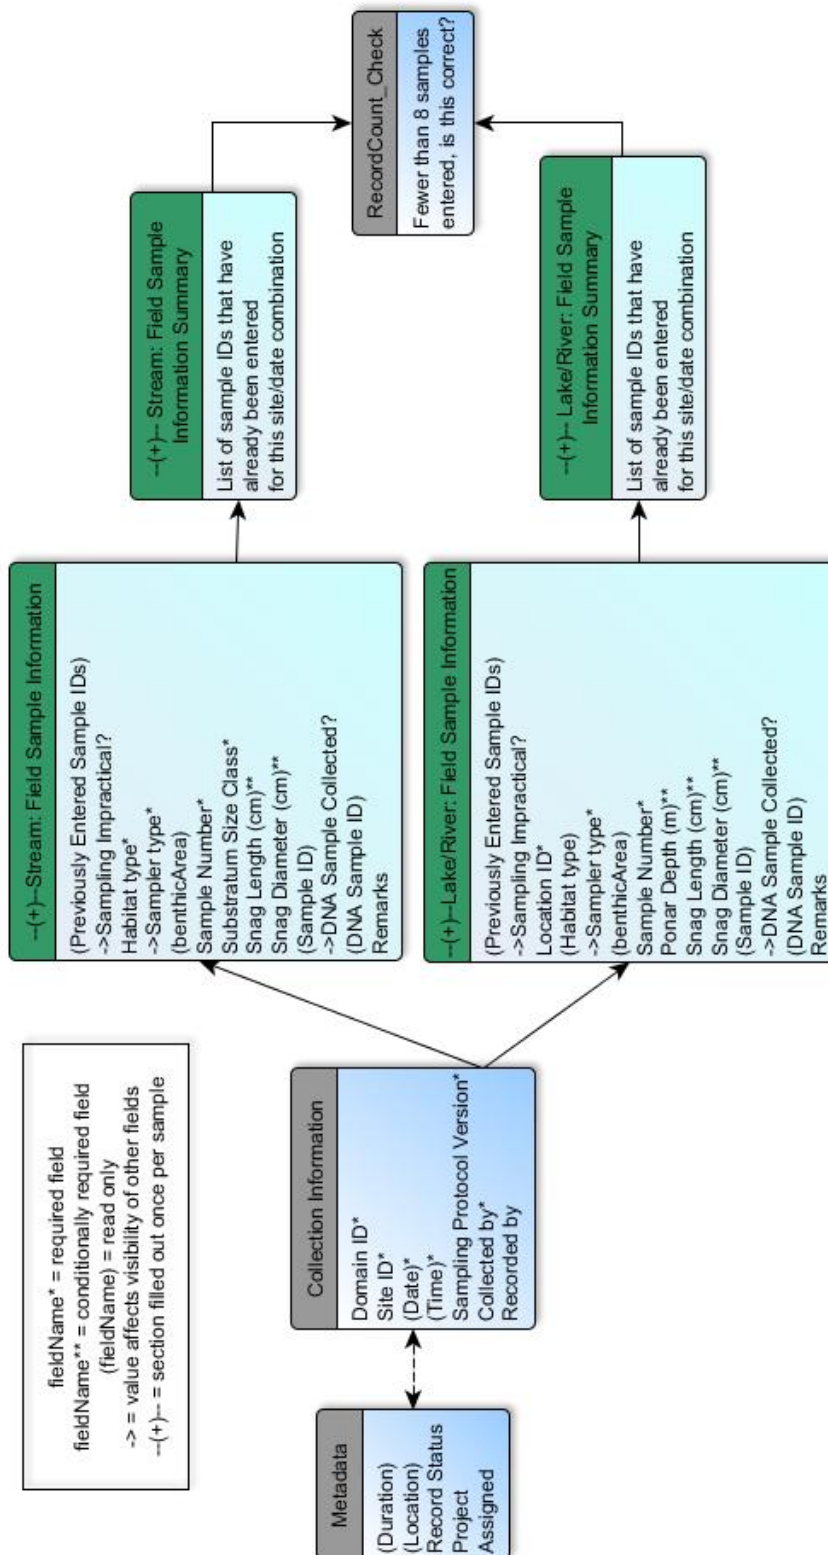 fieldName* = required field
fieldName** = conditionally required field
(fieldName) = read only
-> = value affects visibility of other fields
--(+)-- = section filled out once per sample
Metadata
(Duration)
(Location)
Record Status
Project
Assigned
Collection Information
Domain ID*
Site ID*
(Date)*
(Time)*
Sampling Protocol Version*
Collected by*
Recorded by
--(+)--Stream: Field Sample Information
(Previously Entered Sample IDs)
->Sampling Impractical?
Habitat type*
->Sampler type*
(benthicArea)
Sample Number*
Substratum Size Class*
Snag Length (cm)**
Snag Diameter (cm)**
(Sample ID)
->DNA Sample Collected?
(DNA Sample ID)
Remarks
--(+)--Lake/River: Field Sample Information
(Previously Entered Sample IDs)
->Sampling Impractical?
Location ID*
(Habitat type)
->Sampler type*
(benthicArea)
Sample Number*
Ponar Depth (m)**
Snag Length (cm)**
Snag Diameter (cm)**
(Sample ID)
->DNA Sample Collected?
(DNA Sample ID)
Remarks
--(+)-- Stream: Field Sample
Information Summary
List of sample IDs that have
already been entered
for this site/date combination
--(+)-- Lake/River: Field Sample
Information Summary
List of sample IDs that have
already been entered
for this site/date combination
RecordCount_Check
Fewer than 8 samples
entered, is this correct?